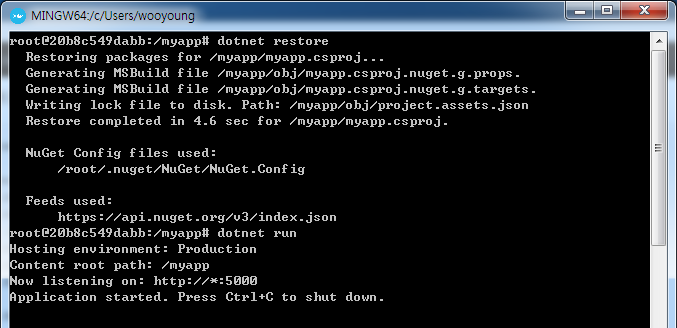 MINGW64:/c/Users/wooyoung
root@20b8c549dabb:/myapp# dotnet restore
  Restoring packages for /myapp/myapp.csproj...
  Generating MSBuild file /myapp/obj/myapp.csproj.nuget.g.props.
  Generating MSBuild file /myapp/obj/myapp.csproj.nuget.g.targets.
  Writing lock file to disk. Path: /myapp/obj/project.assets.json
  Restore completed in 4.6 sec for /myapp/myapp.csproj.

  NuGet Config files used:
      /root/.nuget/NuGet/NuGet.Config

  Feeds used:
      https://api.nuget.org/v3/index.json
root@20b8c549dabb:/myapp# dotnet run
Hosting environment: Production
Content root path: /myapp
Now listening on: http://*:5000
Application started. Press Ctrl+C to shut down.